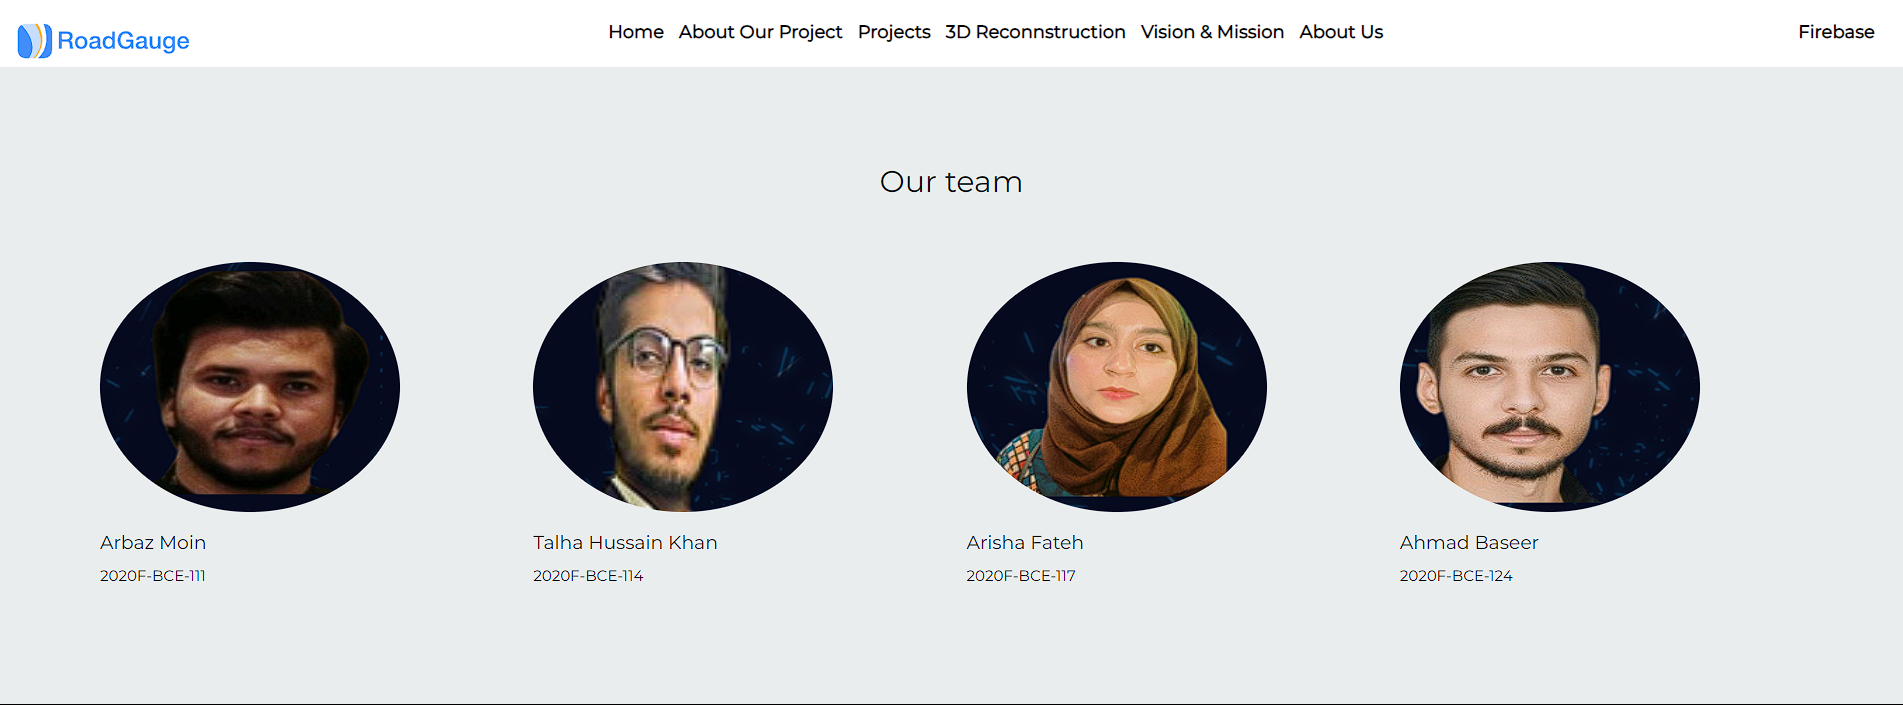 RoadGauge
Home About Our Project Projects 3D Reconnstruction Vision & Mission About Us
Firebase
Our team
Arbaz Moin
2020F-BCE-111
Talha Hussain Khan
2020F-BCE-114
Arisha Fateh
2020F-BCE-117
Ahmad Baseer
2020F-BCE-124